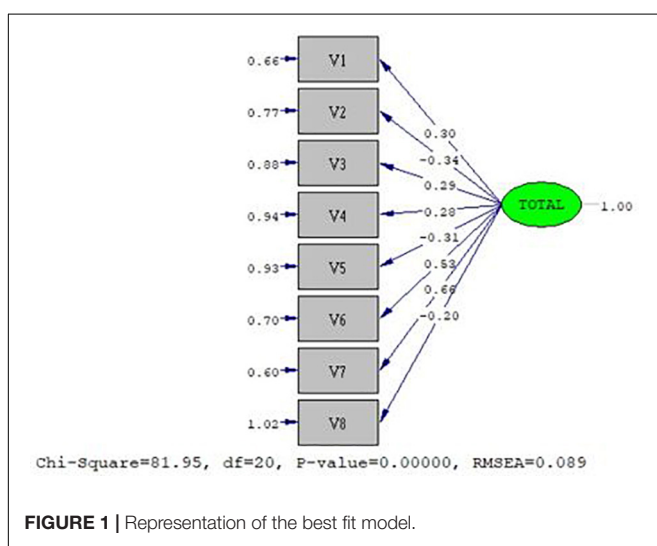 0.66 V1
0.77 V2
0.30
-0.34
0.88 V3
0.29
TOTAL 1.00
0.94 V4
-0.28
-0.31
0.93 V5
0.53
0.66
0.70 V6
-0.20
0.60 V7
1.02 V8
Chi-Square=81.95, df=20, P-value=0.00000, RMSEA=0.089
FIGURE 1 | Representation of the best fit model.